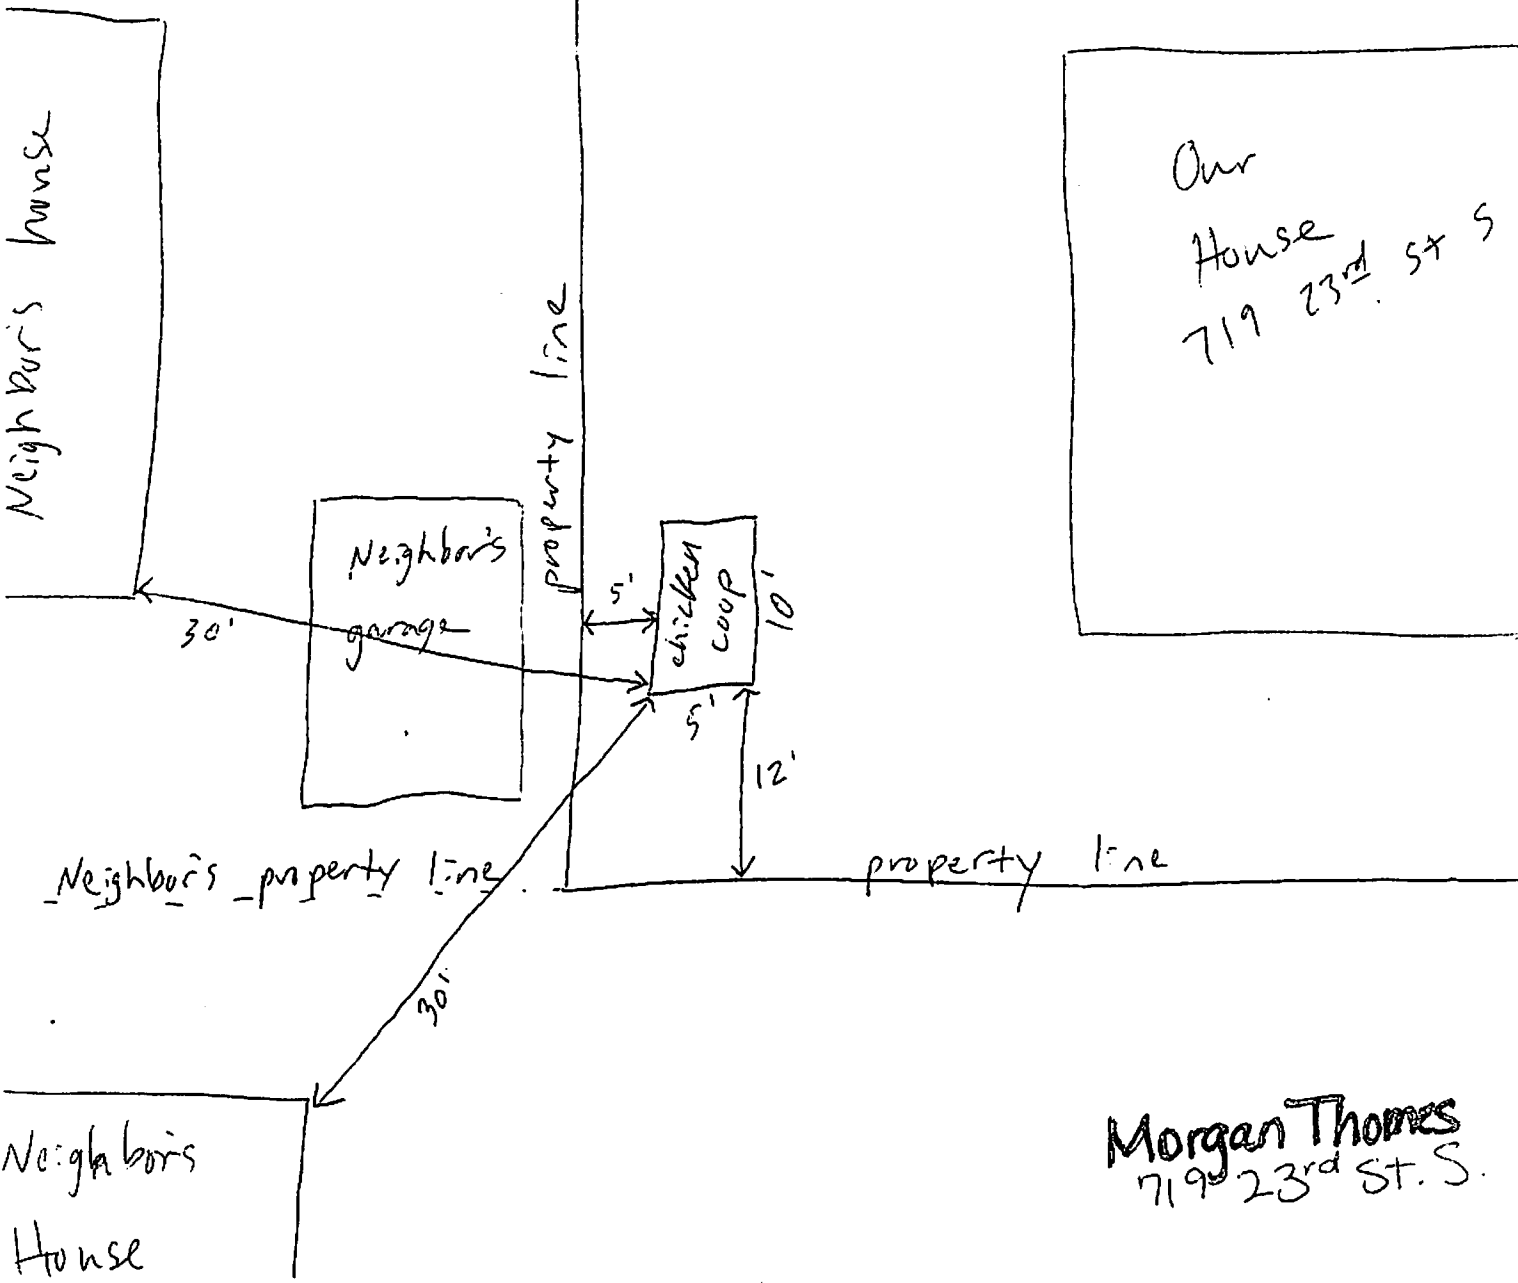 Neighbor's house
Our
House
719 23rd St S
property line
Neighbor's
garage
chicken
coop
5'
10'
30'
5'
12'
Neighbor's property line
property line
30'
Neighbor's
House
Morgan Thomes
719 23rd St. S.